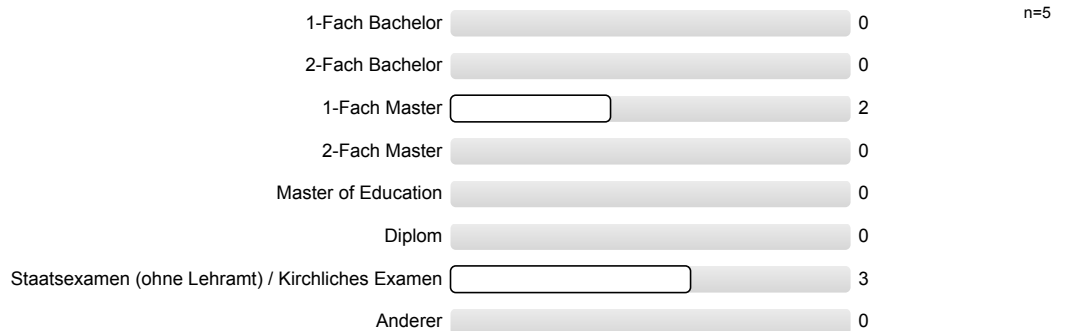 1-Fach Bachelor 0 n=5
2-Fach Bachelor 0
1-Fach Master 2
2-Fach Master 0
Master of Education 0
Diplom 0
Staatsexamen (ohne Lehramt) / Kirchliches Examen 3
Anderer 0